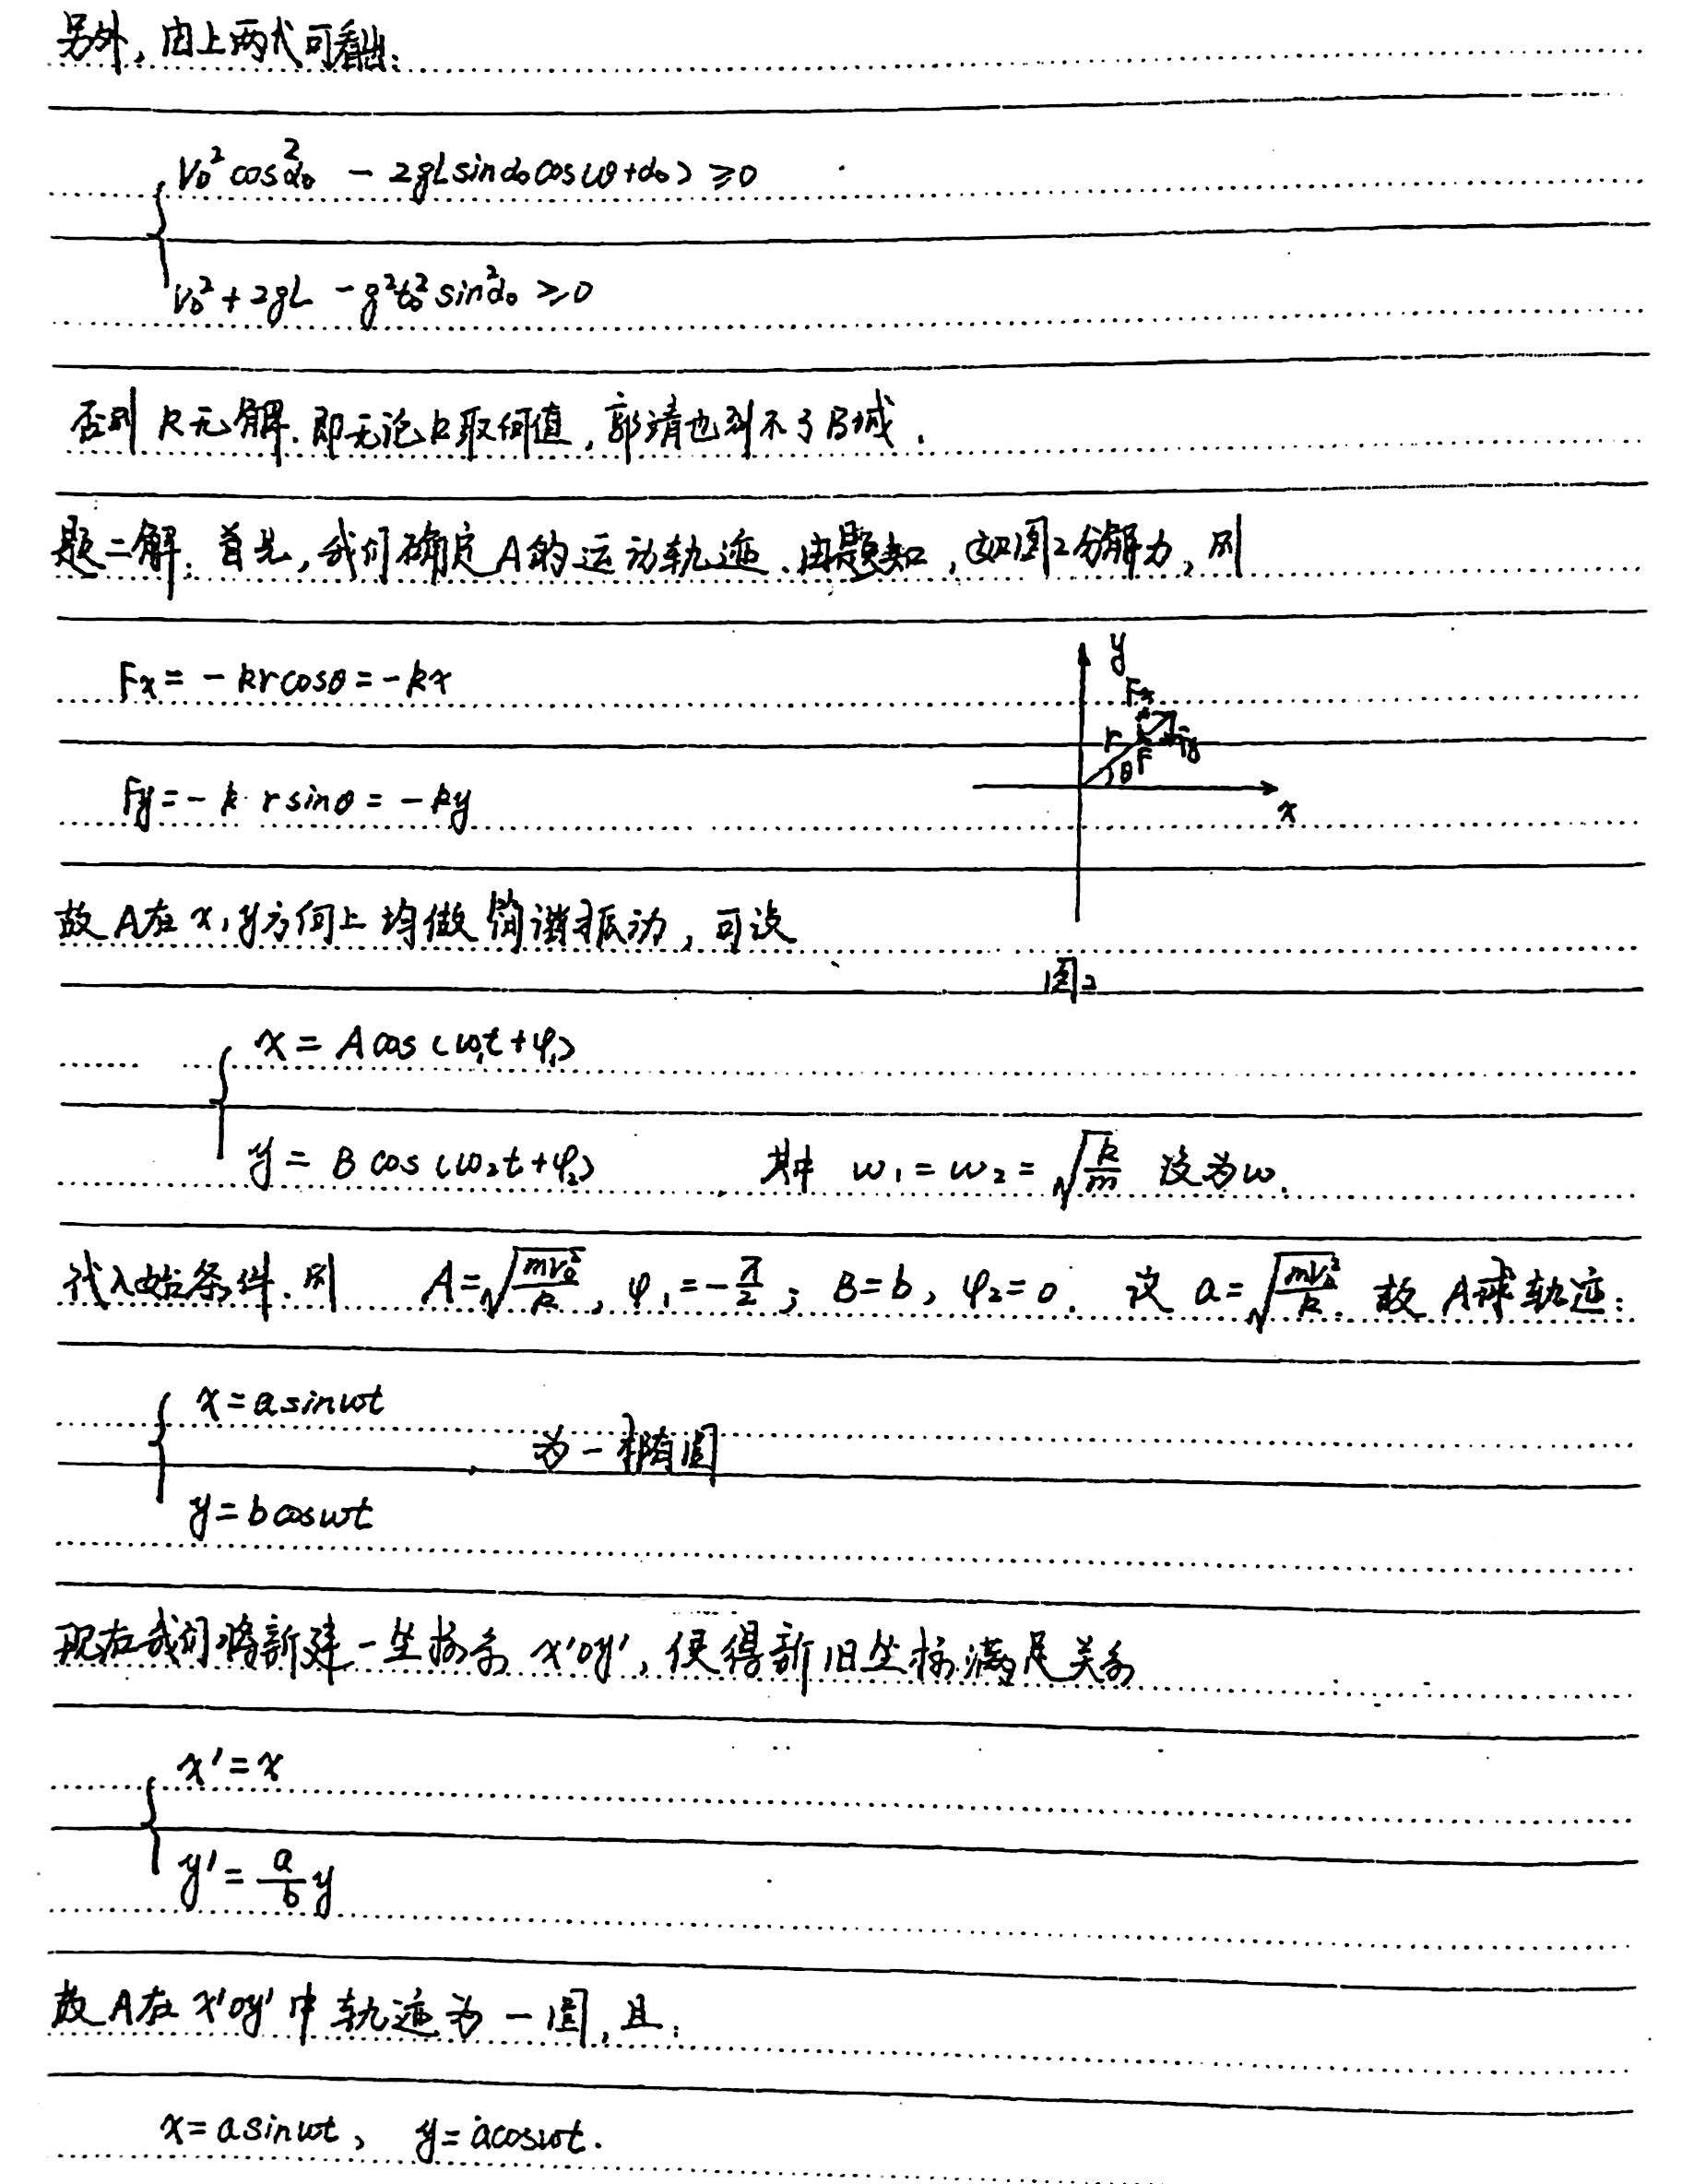 另外,由上两式可看出:
V₀²cos²α₀ - 2gLsinα₀cos(θ+α₀) ≥0
V₀²+2gL -g²t₀²sin²α₀ ≥0
否则 k无解.即无论k取何值,郭靖也到不了B城.
题二解:首先,我们确定A的运动轨迹.由题知,如图2分解力,则
Fx = -krcosθ = -kx
Fy = -k·rsinθ = -ky
y
Fx
r
Fy
θ
F
x
故A在x,y方向上均做简谐振动,可设
图2
x = Acos(ω₁t+φ₁)
y = Bcos(ω₂t+φ₂) 其中 ω₁=ω₂=√(k/m) 设为ω.
代入初始条件.则 A=√(mv₀²/k), φ₁=-π/2; B=b, φ₂=0. 设 a=√(mv₀²/k). 故A球轨迹:
x=asinωt
为一椭圆
y=bcosωt
现在我们将新建一坐标系 x'oy',使得新旧坐标满足关系
x'=x
y'=a/b y
故A在x'oy'中轨迹为一圆,且:
x=asinωt, y=acosωt.